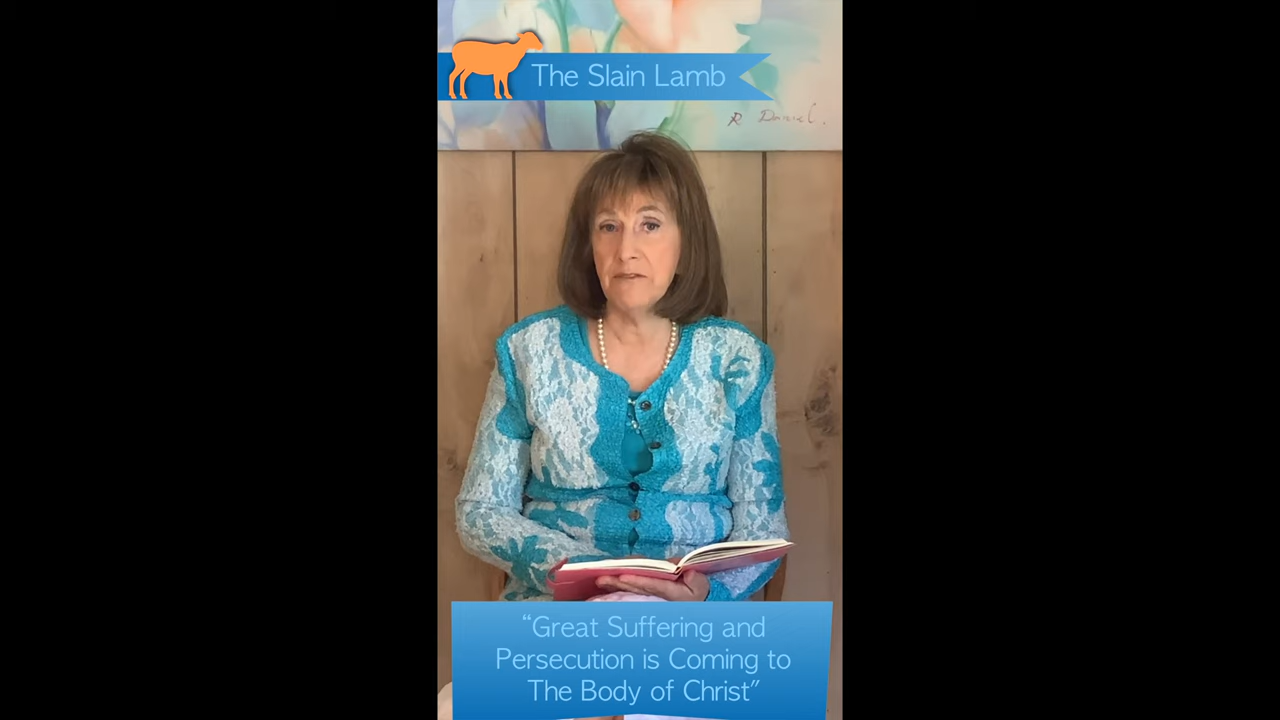 The Slain Lamb
R Daniel.
“Great Suffering and
Persecution is Coming to
The Body of Christ”